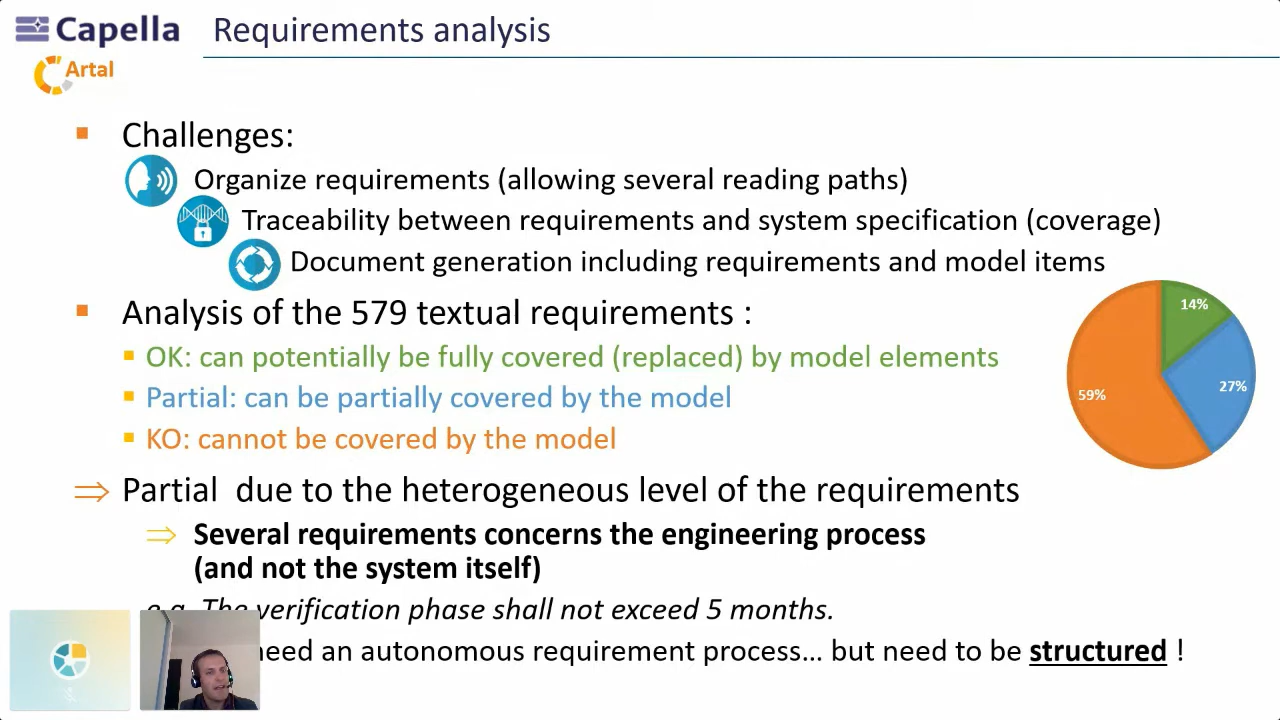 Capella
Requirements analysis
Artal
Challenges:
Organize requirements (allowing several reading paths)
Traceability between requirements and system specification (coverage)
Document generation including requirements and model items
Analysis of the 579 textual requirements :
OK: can potentially be fully covered (replaced) by model elements
Partial: can be partially covered by the model
KO: cannot be covered by the model
14%
27%
59%
⇒ Partial due to the heterogeneous level of the requirements
⇒ Several requirements concerns the engineering process
(and not the system itself)
e.g. The verification phase shall not exceed 5 months.
need an autonomous requirement process... but need to be structured !